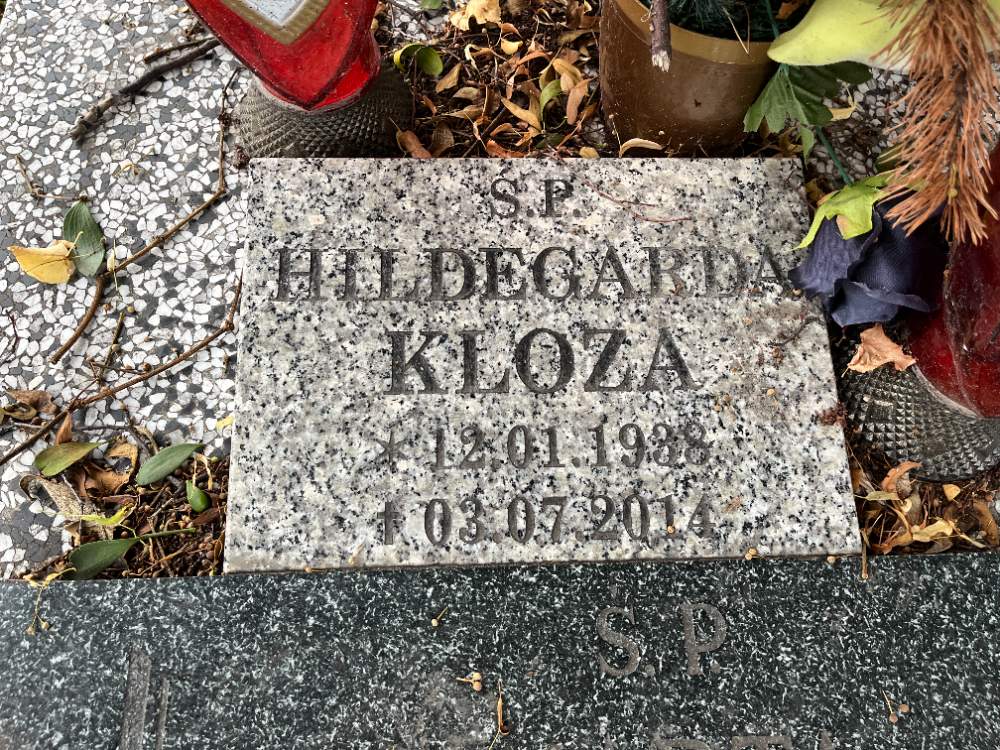 Ś.P.
HILDEGARDA
KLOZA
* 12.01.1938
† 03.07.2014
Ś.P.